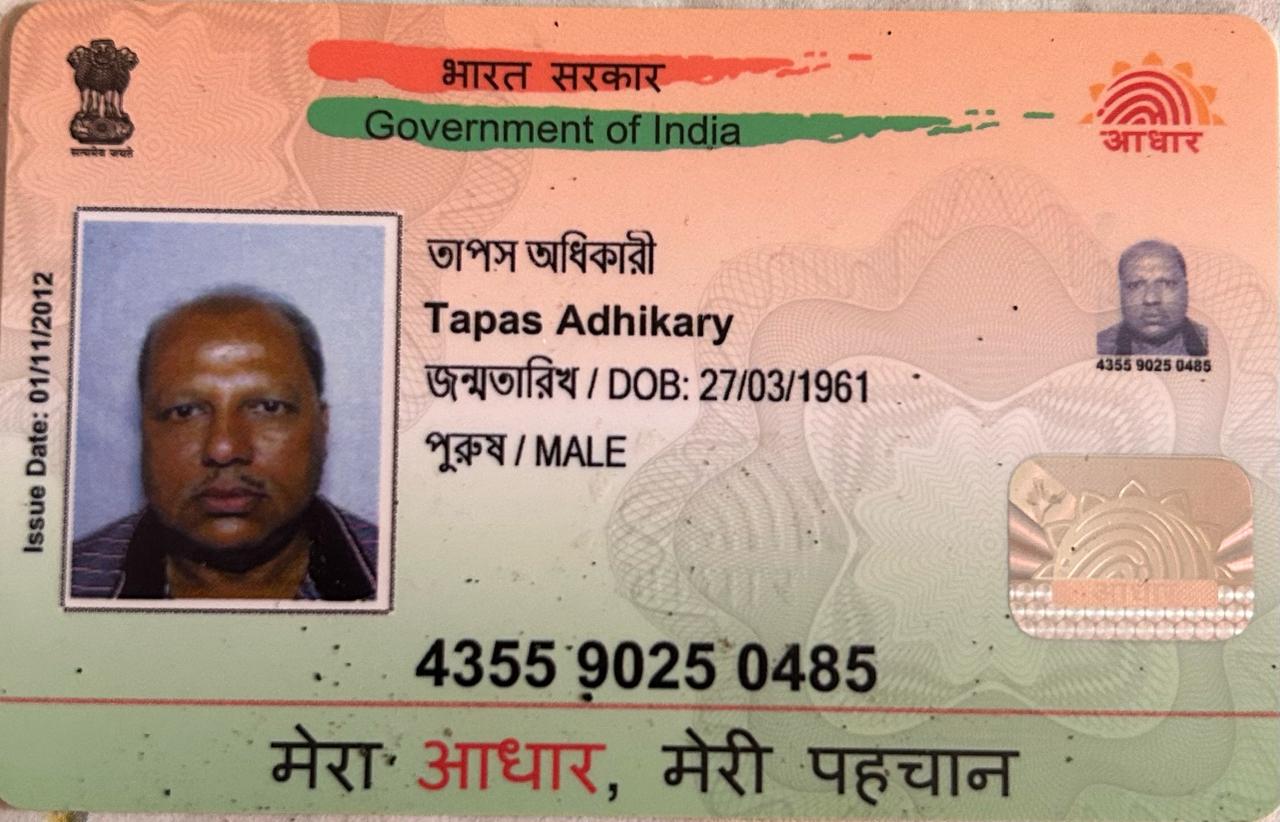 भारत सरकार
Government of India
सत्यमेव जयते
आधार
Issue Date: 01/11/2012
তাপস অধিকারী
Tapas Adhikary
জন্মতারিখ / DOB: 27/03/1961
পুরুষ / MALE
4355 9025 0485
4355 9025 0485
मेरा आधार, मेरी पहचान